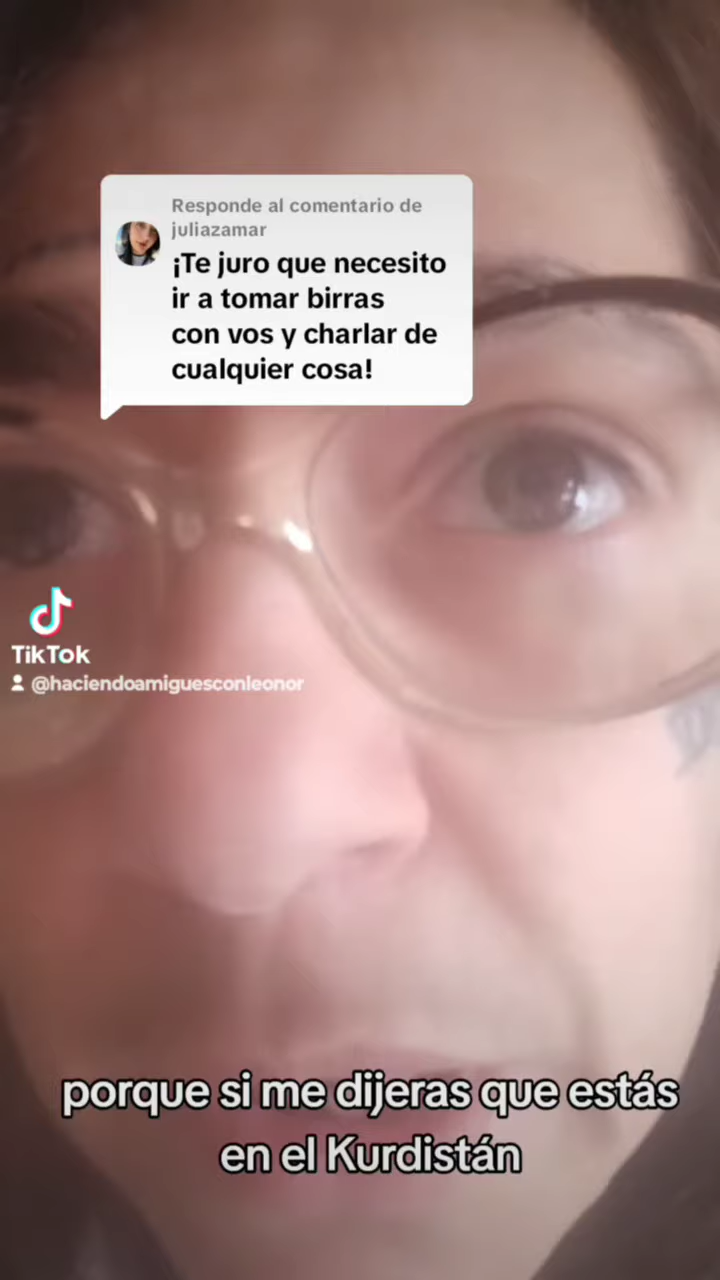 Responde al comentario de
juliazamar
¡Te juro que necesito
ir a tomar birras
con vos y charlar de
cualquier cosa!
TikTok
@haciendoamiguesconleonor
porque si me dijeras que estás
en el Kurdistán